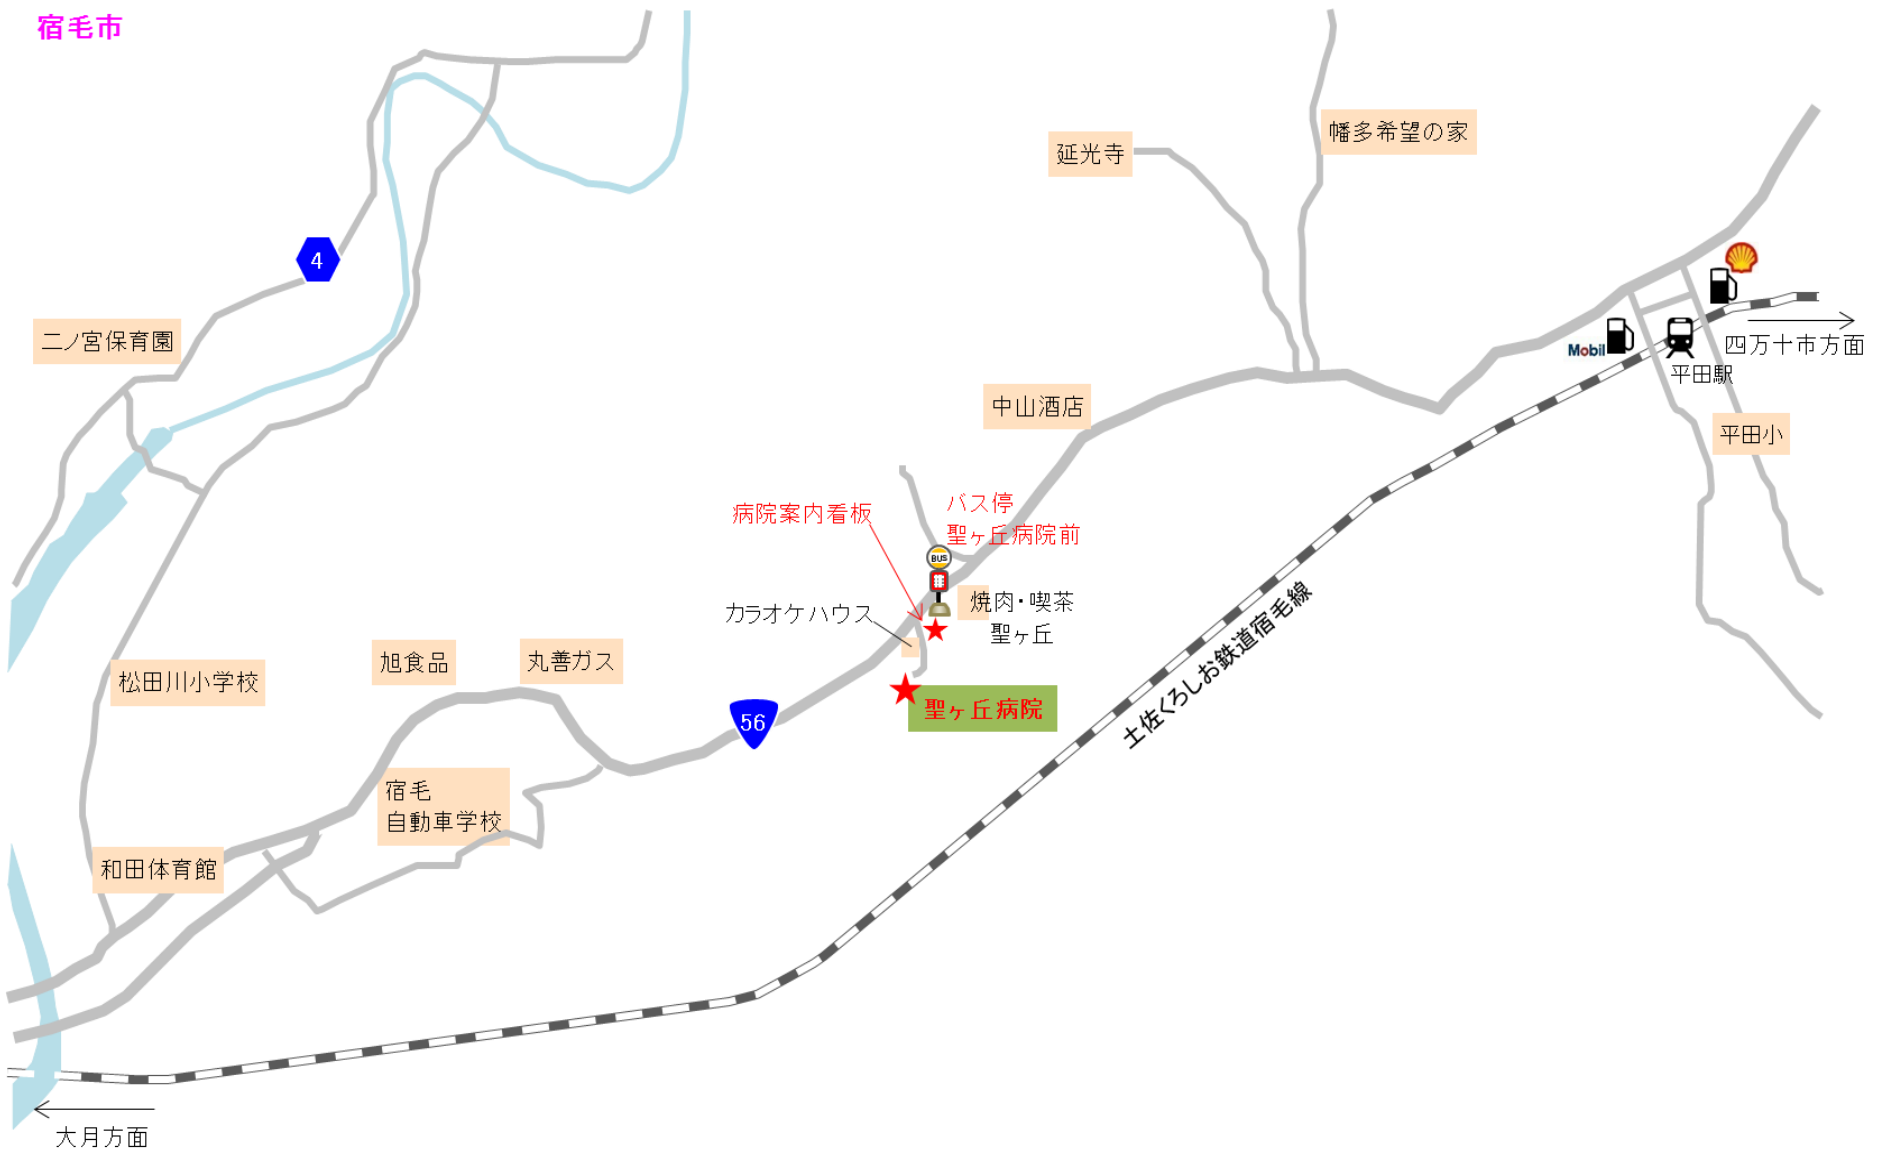 宿毛市
幡多希望の家
延光寺
4
二ノ宮保育園
Mobil
四万十市方面
平田駅
中山酒店
平田小
病院案内看板
バス停
聖ヶ丘病院前
BUS
カラオケハウス
焼肉・喫茶
聖ヶ丘
土佐くろしお鉄道宿毛線
旭食品
丸善ガス
松田川小学校
聖ヶ丘病院
56
宿毛
自動車学校
和田体育館
大月方面